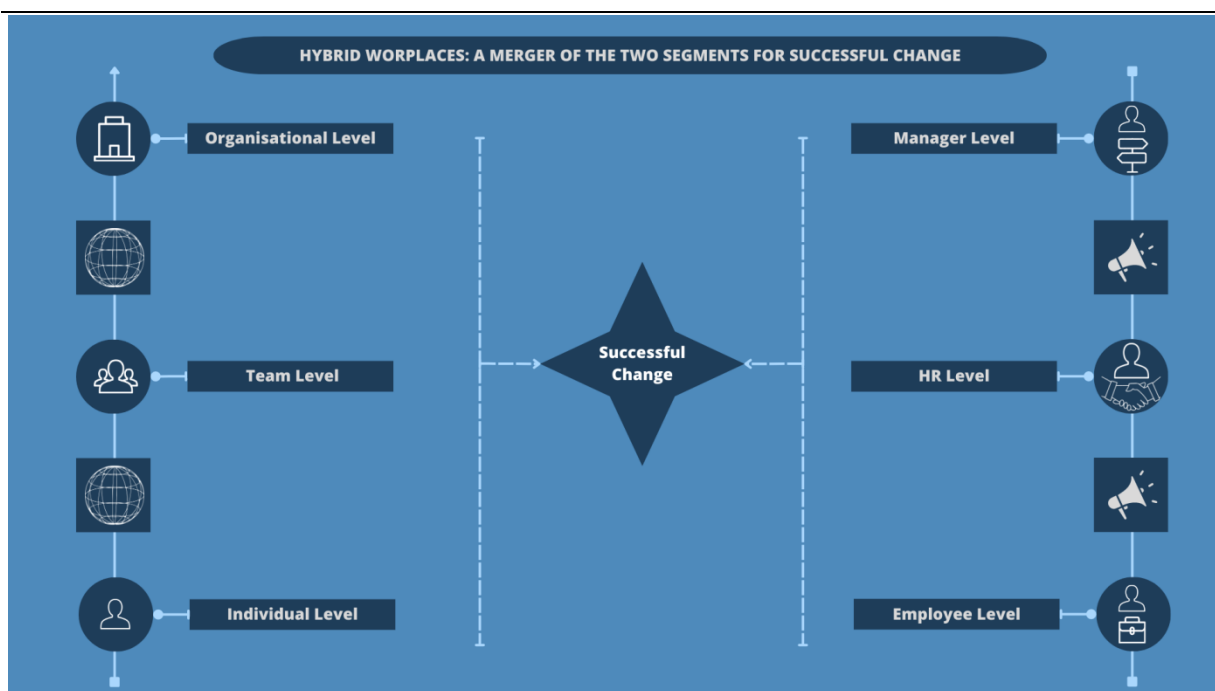 HYBRID WORPLACES: A MERGER OF THE TWO SEGMENTS FOR SUCCESSFUL CHANGE
Organisational Level
Manager Level
Successful
Change
Team Level
HR Level
Individual Level
Employee Level